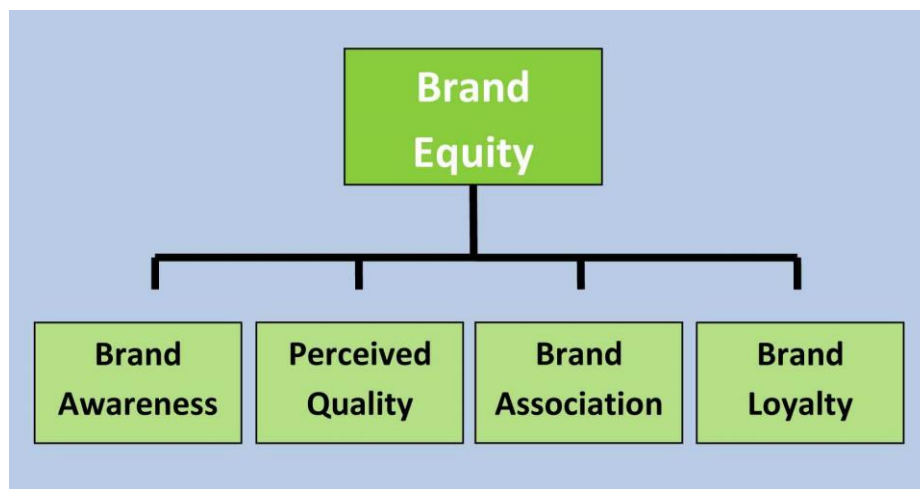 Brand
Equity
Brand
Awareness
Perceived
Quality
Brand
Association
Brand
Loyalty